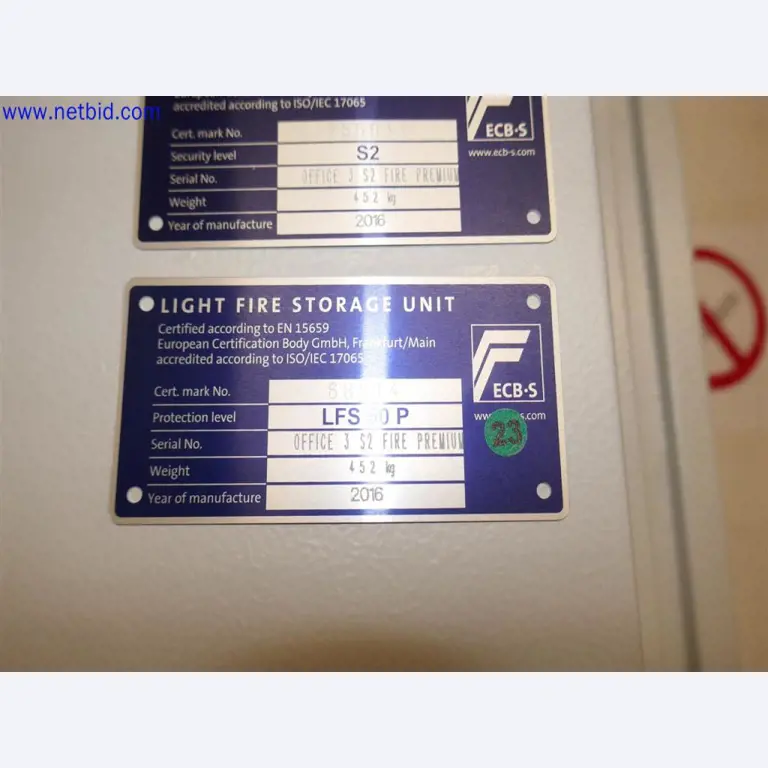 www.netbid.com
accredited according to ISO/IEC 17065
Cert. mark No.
Security level S2
Serial No. OFFICE 3 S2 FIRE PREMIUM
Weight 452 kg
Year of manufacture 2016
ECB·S
www.ecb-s.com
LIGHT FIRE STORAGE UNIT
Certified according to EN 15659
European Certification Body GmbH, Frankfurt/Main
accredited according to ISO/IEC 17065
Cert. mark No.
Protection level LFS P
Serial No. OFFICE 3 S2 FIRE PREMIUM
Weight 452 kg
Year of manufacture 2016
ECB·S
23